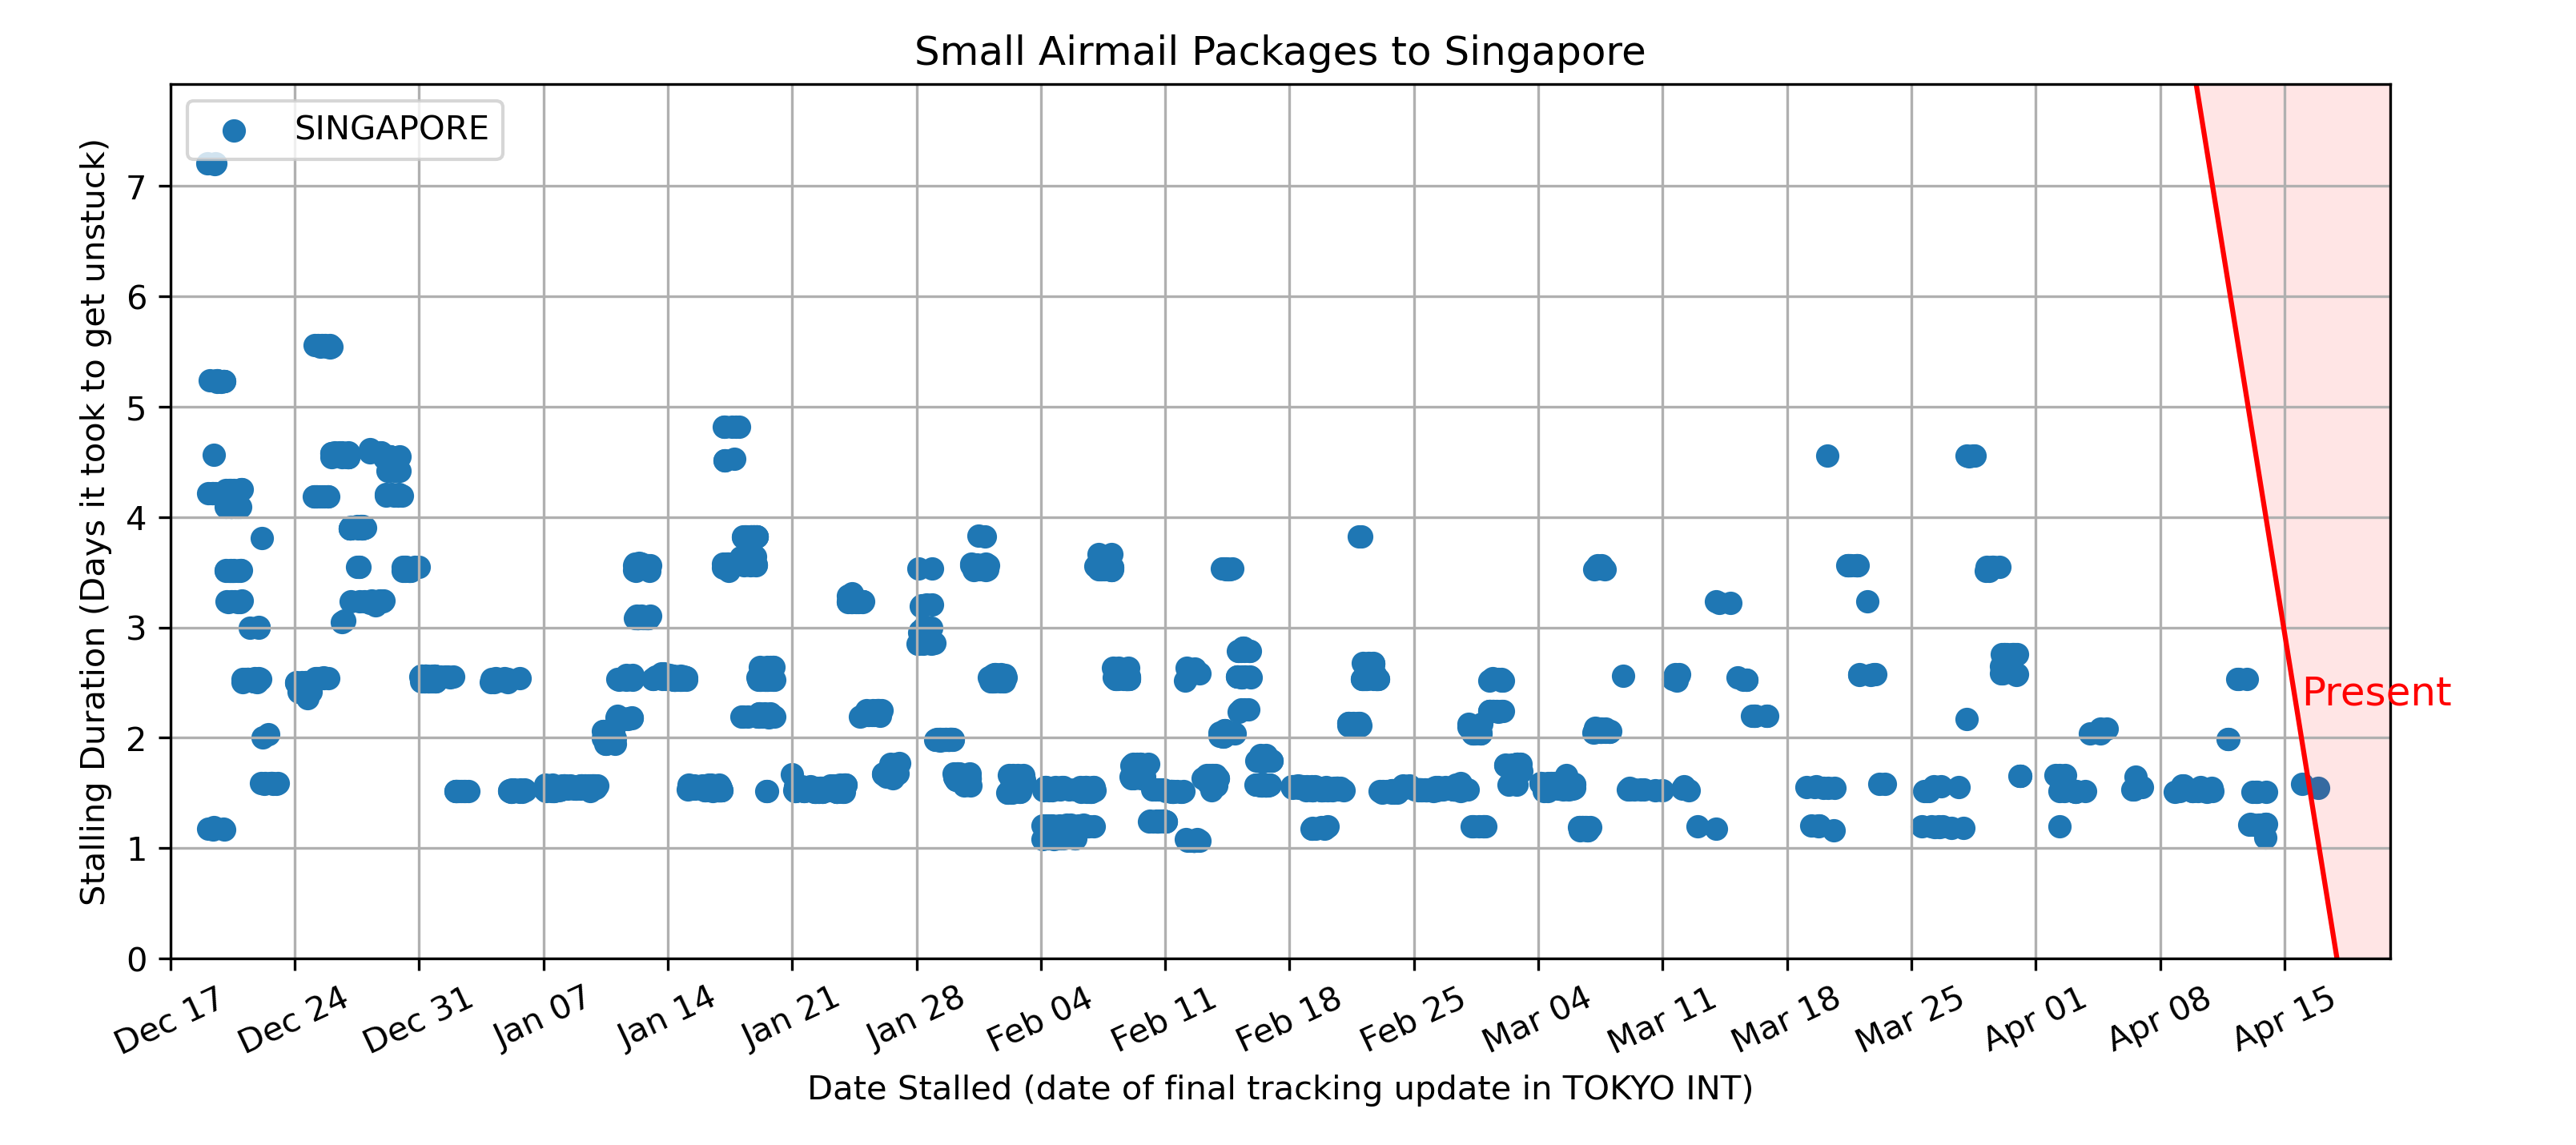 Small Airmail Packages to Singapore
SINGAPORE
Stalling Duration (Days it took to get unstuck)
7
6
5
4
3
2
1
0
Present
Dec 17
Dec 24
Dec 31
Jan 07
Jan 14
Jan 21
Jan 28
Feb 04
Feb 11
Feb 18
Feb 25
Mar 04
Mar 11
Mar 18
Mar 25
Apr 01
Apr 08
Apr 15
Date Stalled (date of final tracking update in TOKYO INT)